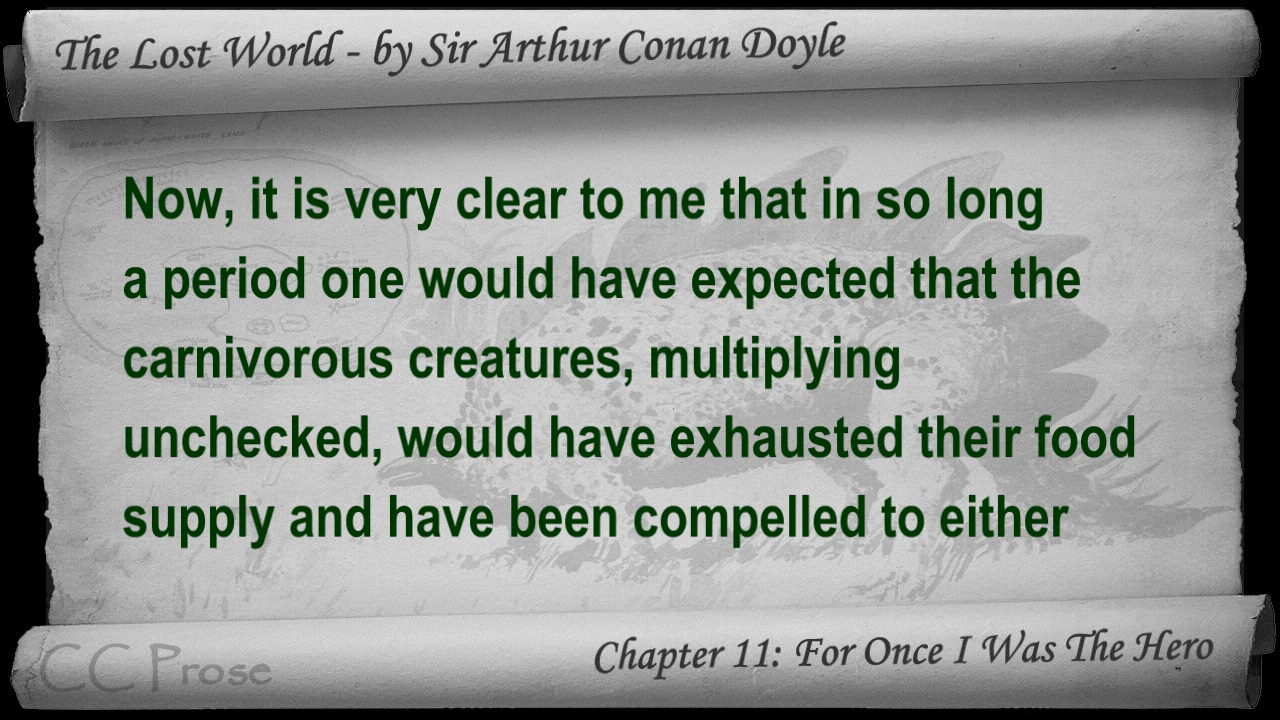 The Lost World - by Sir Arthur Conan Doyle
Now, it is very clear to me that in so long
a period one would have expected that the
carnivorous creatures, multiplying
unchecked, would have exhausted their food
supply and have been compelled to either
CC Prose
Chapter 11: For Once I Was The Hero